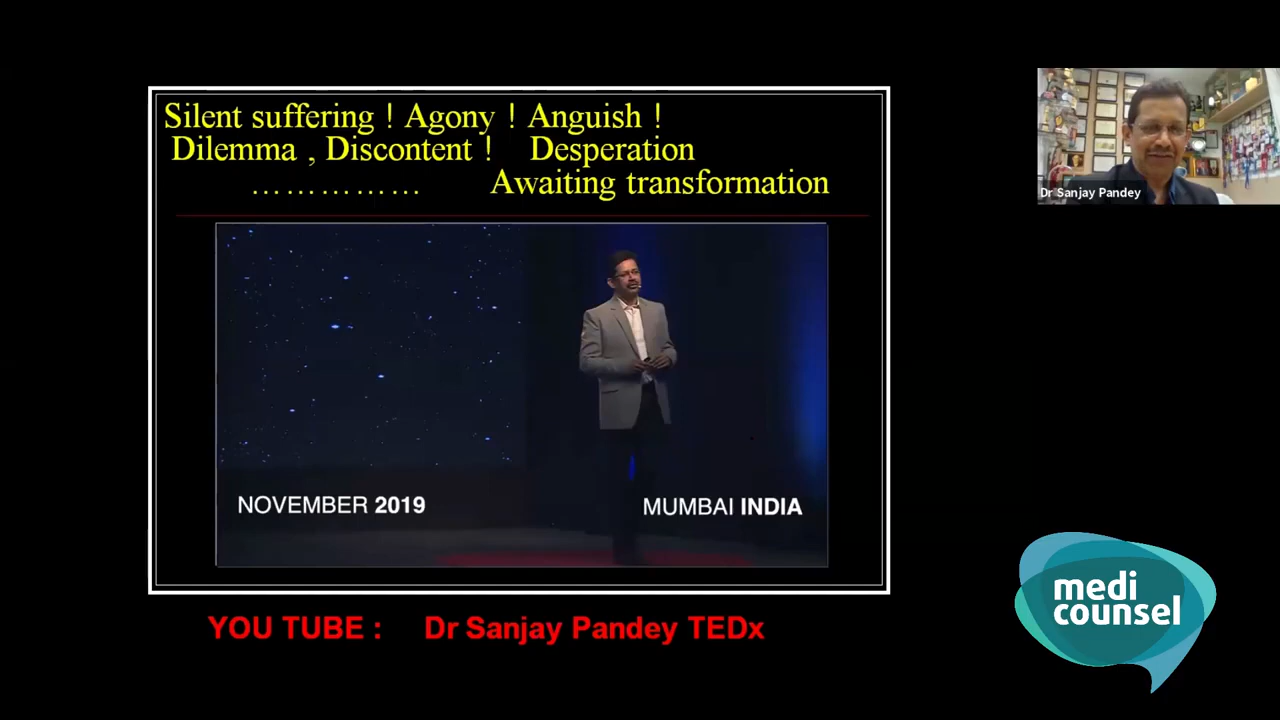 Silent suffering ! Agony ! Anguish !
Dilemma , Discontent ! Desperation
…………… Awaiting transformation
Dr Sanjay Pandey
NOVEMBER 2019
MUMBAI INDIA
YOU TUBE : Dr Sanjay Pandey TEDx
medi
counsel